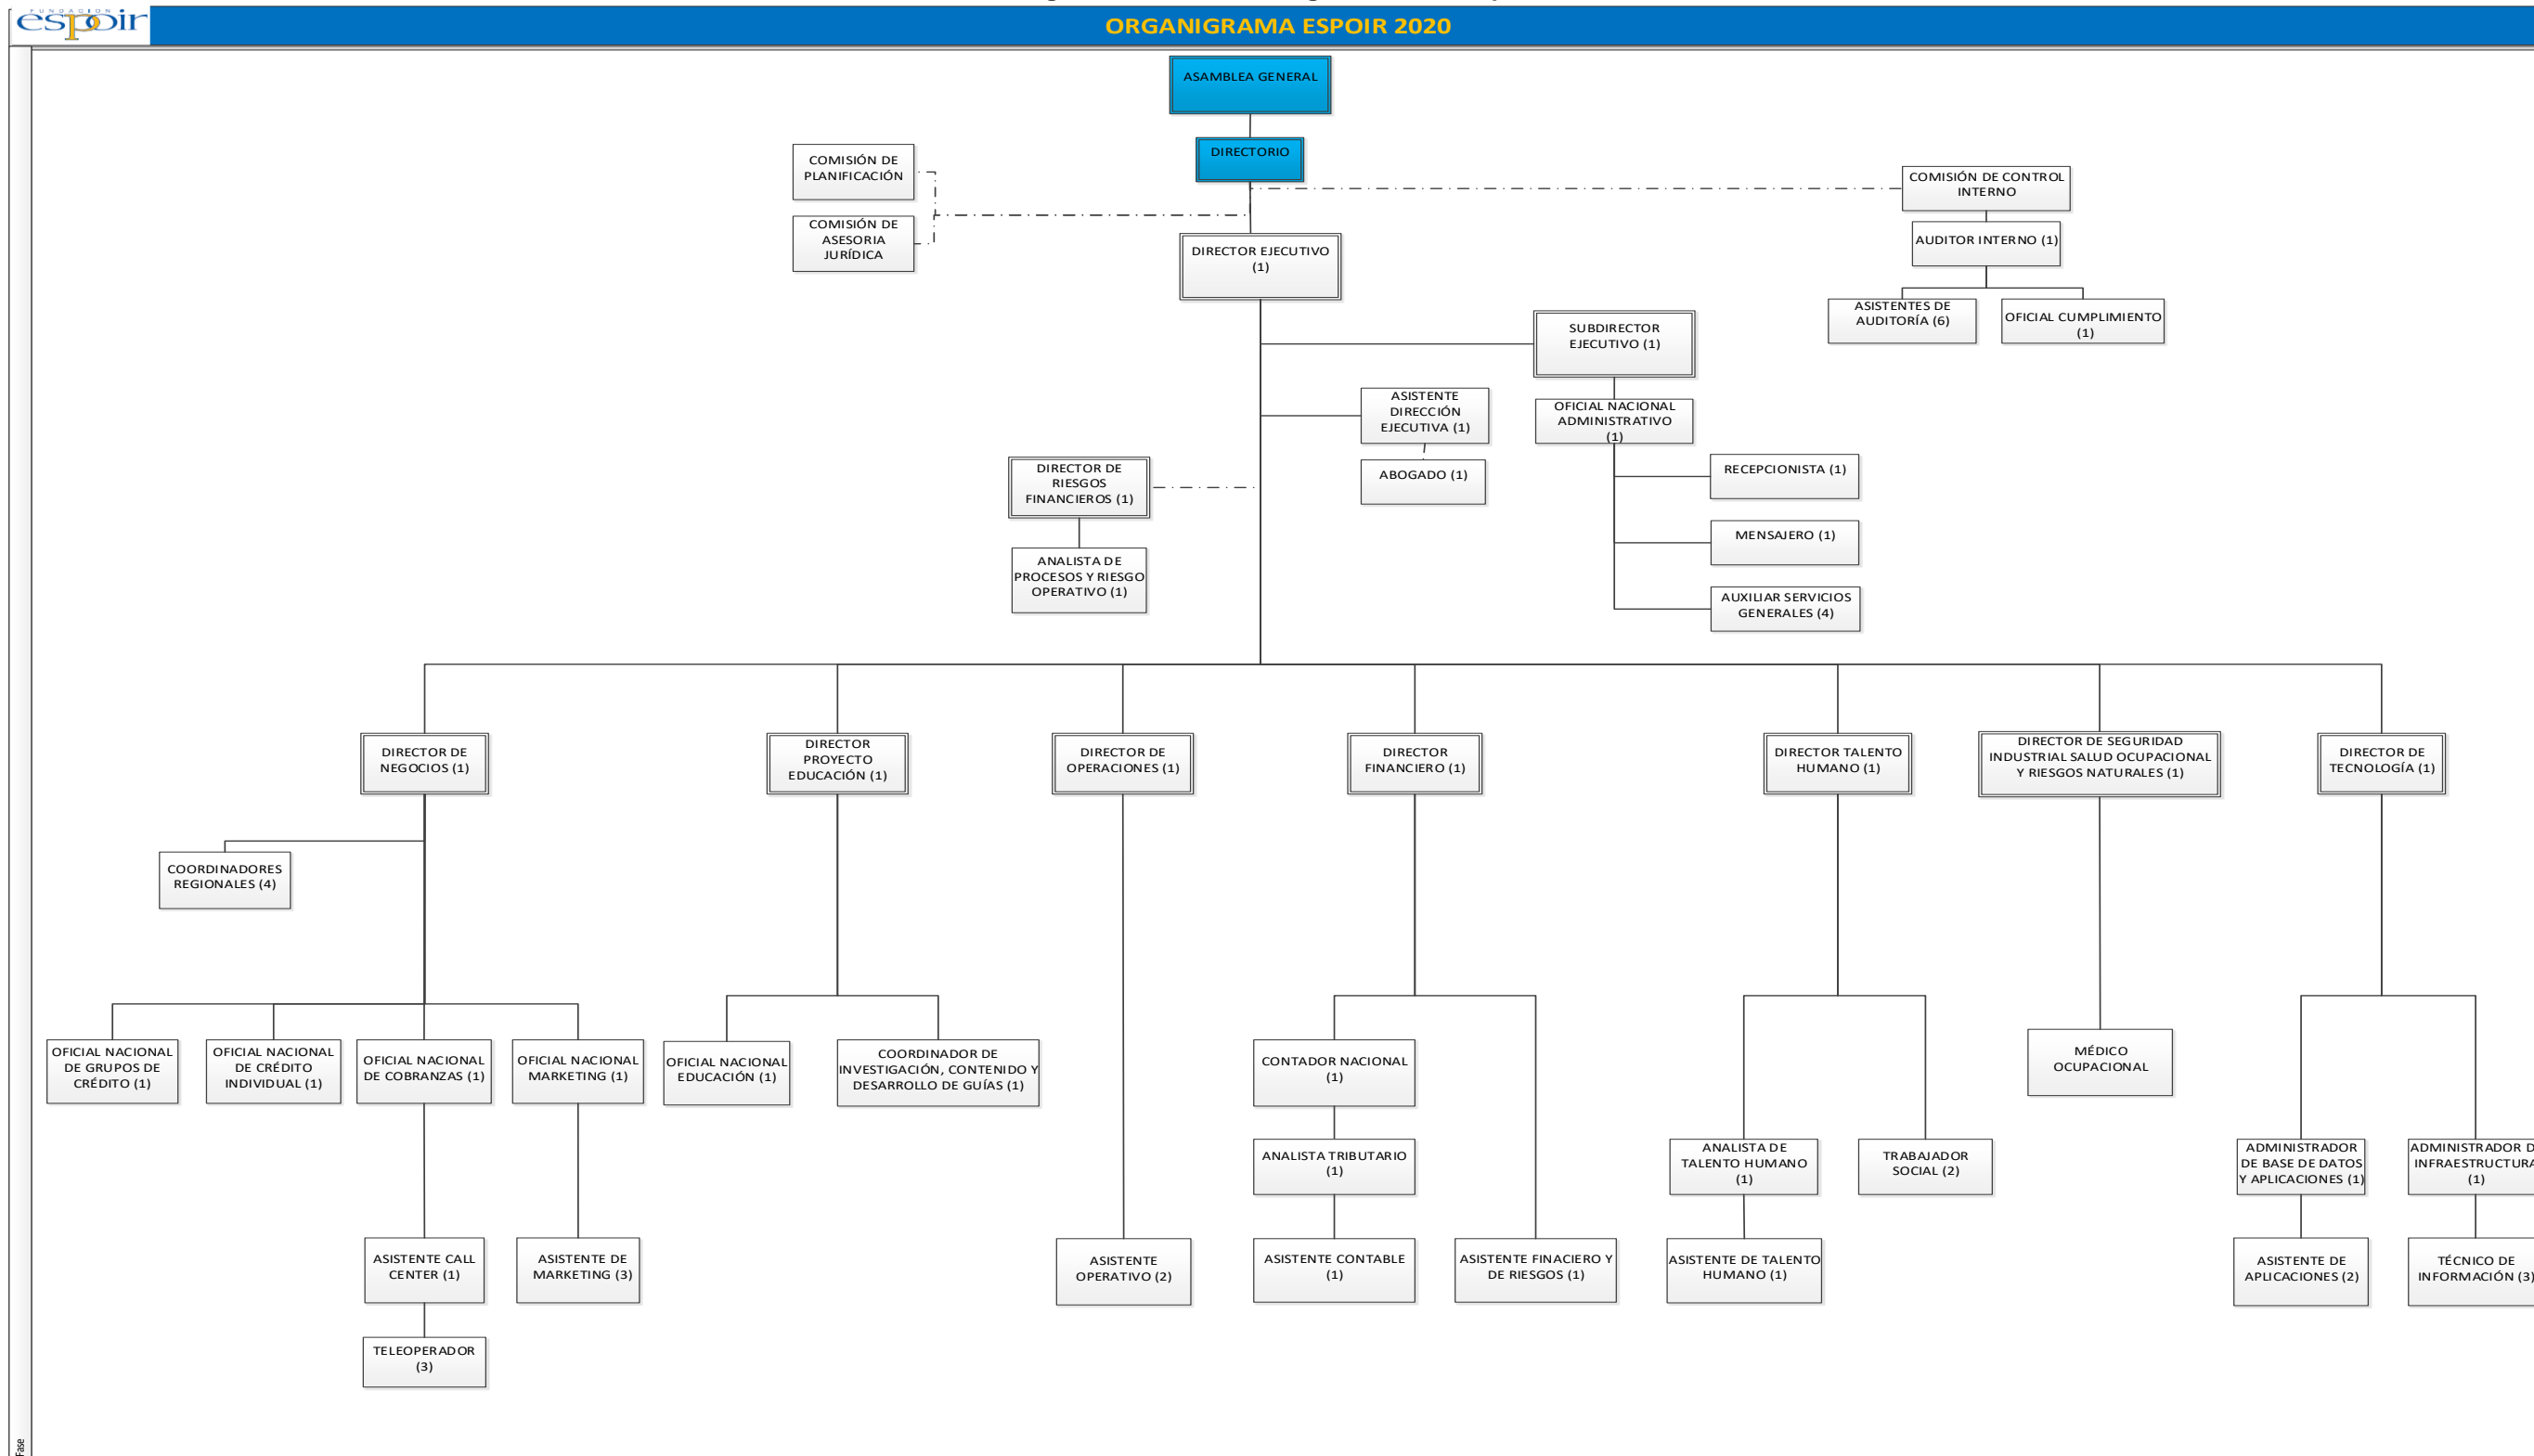 FUNDACION
espoir
ORGANIGRAMA ESPOIR 2020
ASAMBLEA GENERAL
DIRECTORIO
COMISIÓN DE
PLANIFICACIÓN
COMISIÓN DE
ASESORIA
JURÍDICA
COMISIÓN DE CONTROL
INTERNO
AUDITOR INTERNO (1)
ASISTENTES DE
AUDITORÍA (6)
OFICIAL CUMPLIMIENTO
(1)
DIRECTOR EJECUTIVO
(1)
SUBDIRECTOR
EJECUTIVO (1)
ASISTENTE
DIRECCIÓN
EJECUTIVA (1)
ABOGADO (1)
OFICIAL NACIONAL
ADMINISTRATIVO
(1)
RECEPCIONISTA (1)
MENSAJERO (1)
AUXILIAR SERVICIOS
GENERALES (4)
DIRECTOR DE
RIESGOS
FINANCIEROS (1)
ANALISTA DE
PROCESOS Y RIESGO
OPERATIVO (1)
DIRECTOR DE
NEGOCIOS (1)
DIRECTOR
PROYECTO
EDUCACIÓN (1)
DIRECTOR DE
OPERACIONES (1)
DIRECTOR
FINANCIERO (1)
DIRECTOR TALENTO
HUMANO (1)
DIRECTOR DE SEGURIDAD
INDUSTRIAL SALUD OCUPACIONAL
Y RIESGOS NATURALES (1)
DIRECTOR DE
TECNOLOGÍA (1)
COORDINADORES
REGIONALES (4)
OFICIAL NACIONAL
DE GRUPOS DE
CRÉDITO (1)
OFICIAL NACIONAL
DE CRÉDITO
INDIVIDUAL (1)
OFICIAL NACIONAL
DE COBRANZAS (1)
OFICIAL NACIONAL
MARKETING (1)
OFICIAL NACIONAL
EDUCACIÓN (1)
COORDINADOR DE
INVESTIGACIÓN, CONTENIDO Y
DESARROLLO DE GUÍAS (1)
CONTADOR NACIONAL
(1)
MÉDICO
OCUPACIONAL
ANALISTA TRIBUTARIO
(1)
ANALISTA DE
TALENTO HUMANO
(1)
TRABAJADOR
SOCIAL (2)
ADMINISTRADOR
DE BASE DE DATOS
Y APLICACIONES (1)
ADMINISTRADOR D
INFRAESTRUCTURA
(1)
ASISTENTE CALL
CENTER (1)
ASISTENTE DE
MARKETING (3)
ASISTENTE
OPERATIVO (2)
ASISTENTE CONTABLE
(1)
ASISTENTE FINACIERO Y
DE RIESGOS (1)
ASISTENTE DE TALENTO
HUMANO (1)
ASISTENTE DE
APLICACIONES (2)
TÉCNICO DE
INFORMACIÓN (3)
TELEOPERADOR
(3)
Fase